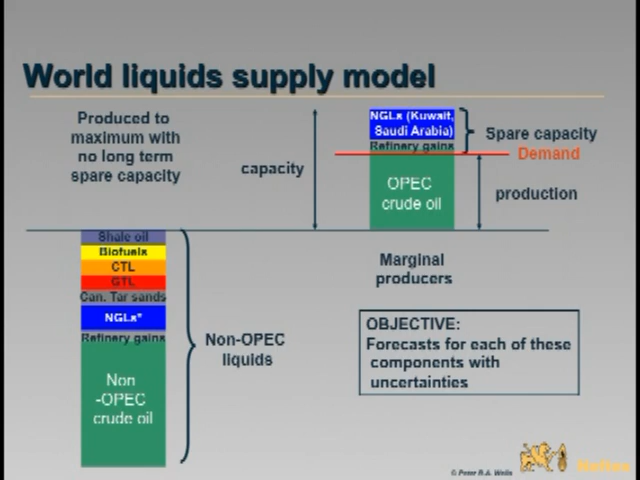 World liquids supply model
Produced to
maximum with
no long term
spare capacity
capacity
NGLs (Kuwait,
Saudi Arabia)
Refinery gains
OPEC
crude oil
Spare capacity
Demand
production
Marginal
producers
Shale oil
Biofuels
CTL
GTL
Can. Tar sands
NGLs*
Refinery gains
Non
-OPEC
crude oil
Non-OPEC
liquids
OBJECTIVE:
Forecasts for each of these
components with
uncertainties
© Peter R.A. Wells